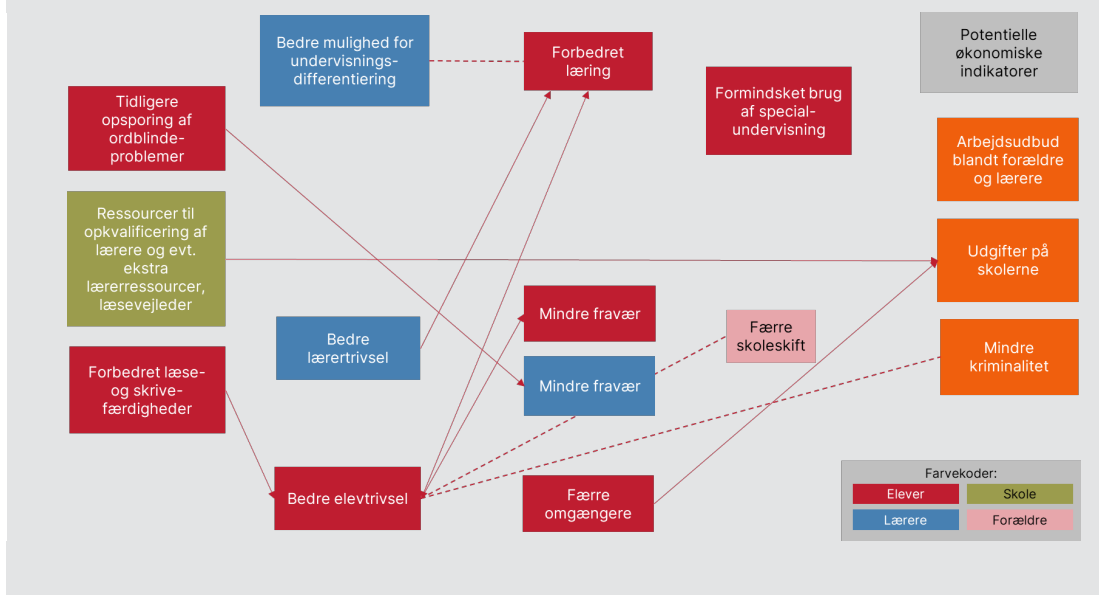 Bedre mulighed for
undervisnings-
differentiering
Forbedret
læring
Potentielle
økonomiske
indikatorer
Tidligere
opsporing af
ordblinde-
problemer
Formindsket brug
af special-
undervisning
Arbejdsudbud
blandt forældre
og lærere
Ressourcer til
opkvalificering af
lærere og evt.
ekstra
lærerressourcer,
læsevejleder
Udgifter på
skolerne
Bedre
lærertrivsel
Mindre fravær
Færre
skoleskift
Mindre
kriminalitet
Forbedret læse-
og skrive-
færdigheder
Mindre fravær
Bedre elevtrivsel
Færre
omgængere
Farvekoder:
Elever
Skole
Lærere
Forældre